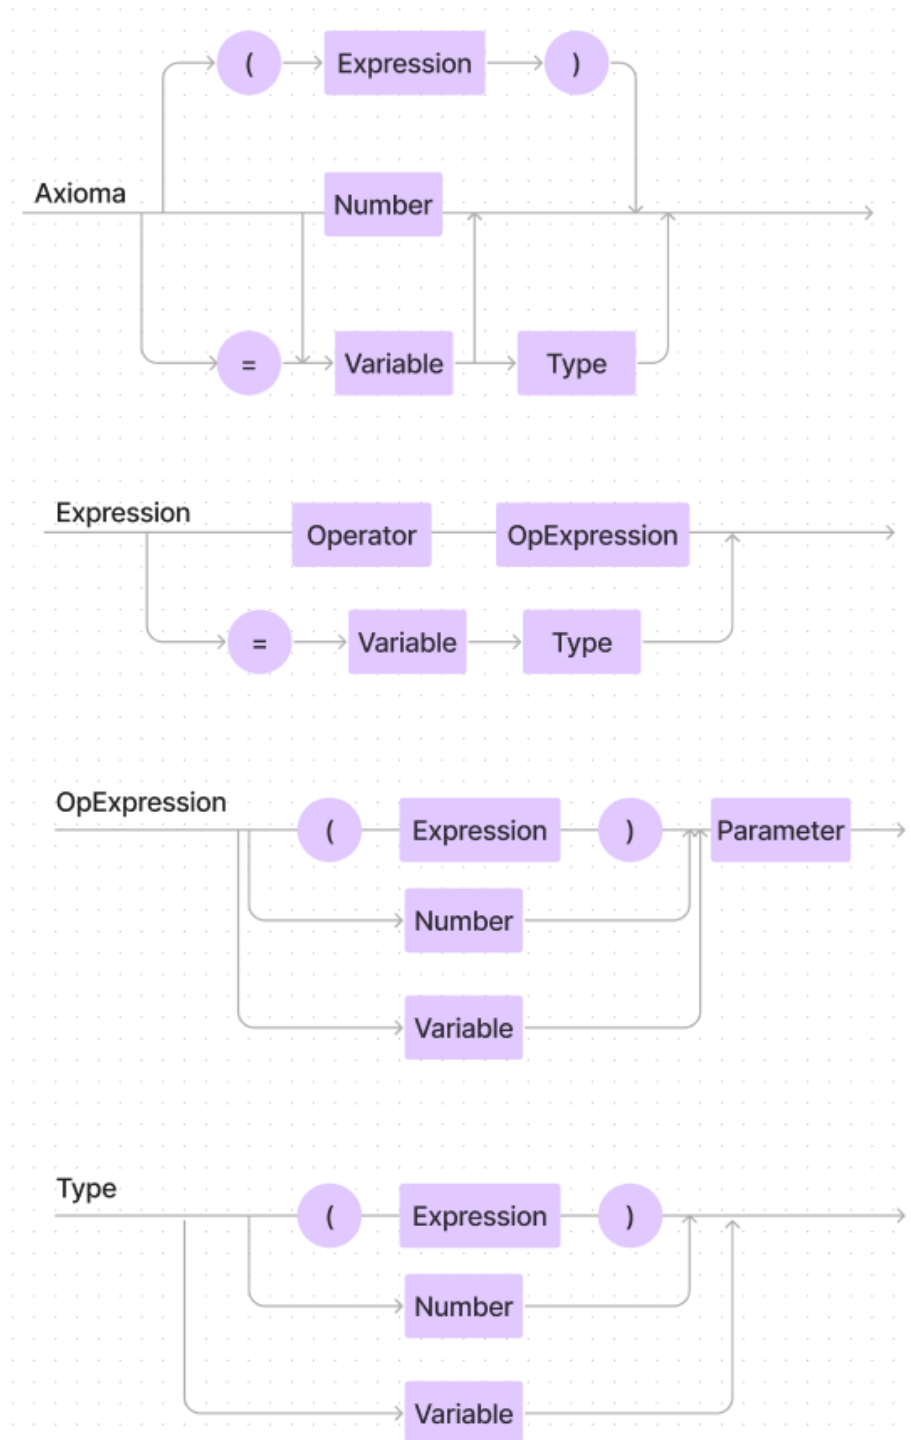 ( Expression )
Axioma
Number
= Variable Type
Expression
Operator OpExpression
= Variable Type
OpExpression
( Expression ) Parameter
Number
Variable
Type
( Expression )
Number
Variable